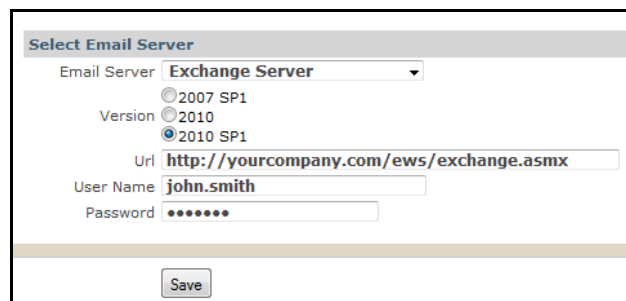 Select Email Server
Email Server Exchange Server
2007 SP1
Version 2010
2010 SP1
Url http://yourcompany.com/ews/exchange.asmx
User Name john.smith
Password •••••••
Save